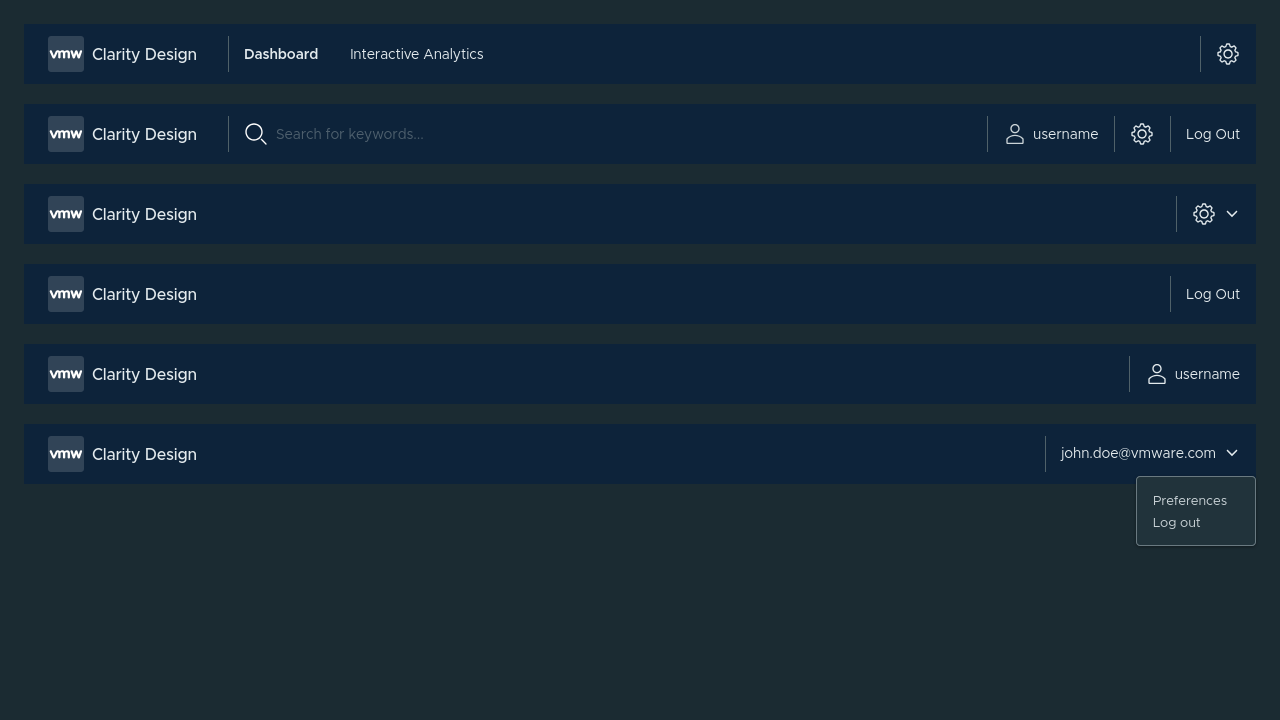 vmw Clarity Design Dashboard Interactive Analytics
vmw Clarity Design Search for keywords... username Log Out
vmw Clarity Design
vmw Clarity Design Log Out
vmw Clarity Design username
vmw Clarity Design john.doe@vmware.com
Preferences
Log out